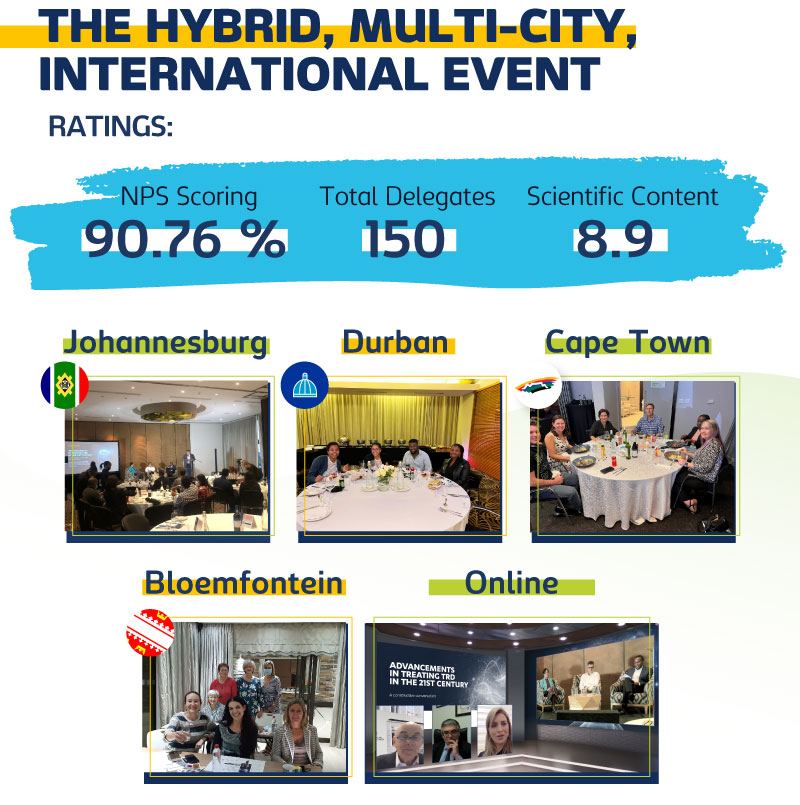 THE HYBRID, MULTI-CITY,
INTERNATIONAL EVENT
RATINGS:
NPS Scoring
90.76 %
Total Delegates
150
Scientific Content
8.9
Johannesburg
Durban
Cape Town
Bloemfontein
Online
ADVANCEMENTS
IN TREATING TRD
IN THE 21ST CENTURY